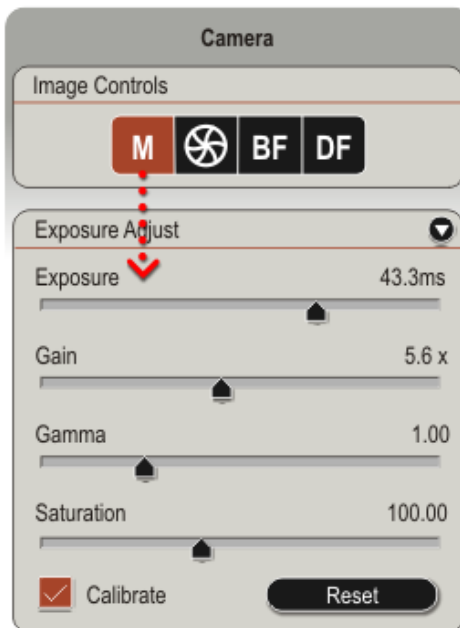 Camera
Image Controls
M BF DF
Exposure Adjust
Exposure 43.3ms
Gain 5.6 x
Gamma 1.00
Saturation 100.00
Calibrate Reset